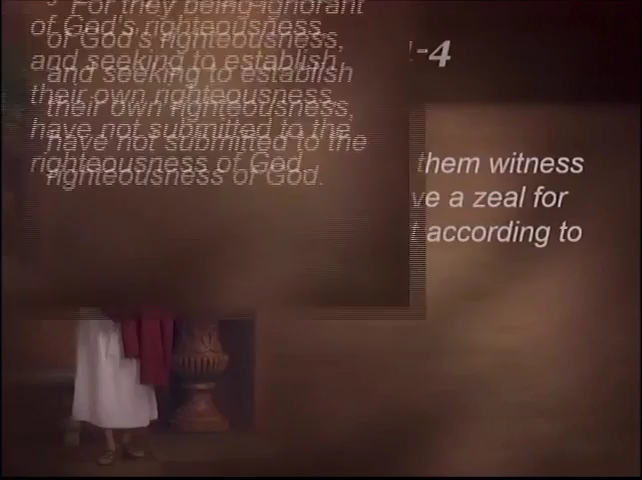 3 For they being ignorant
of God's righteousness,
and seeking to establish
their own righteousness,
have not submitted to the
righteousness of God.
-4
them witness
ve a zeal for
according to